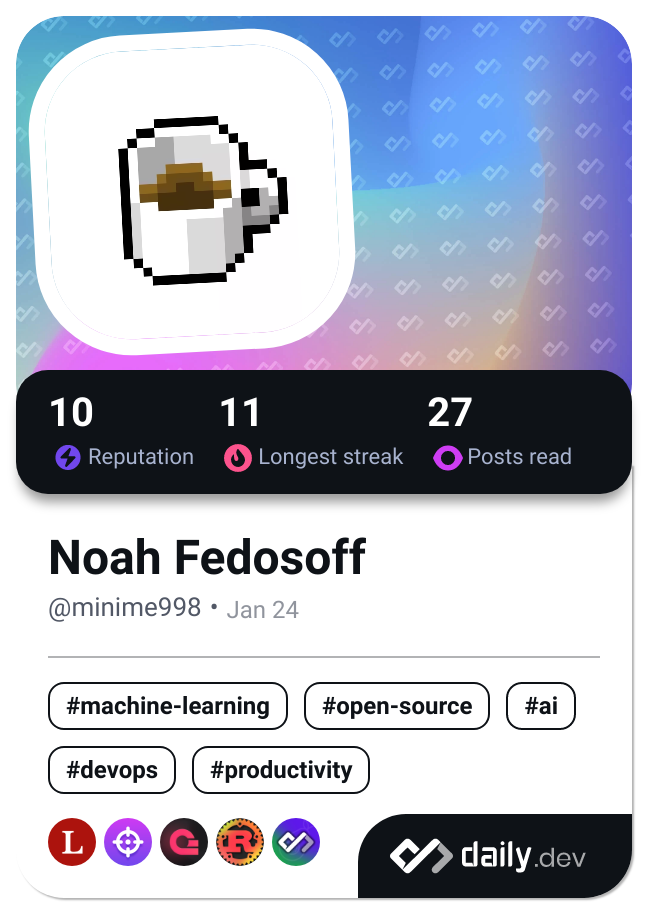 10 11 27
Reputation Longest streak Posts read
Noah Fedosoff
@minime998 • Jan 24
#machine-learning #open-source #ai
#devops #productivity
L R
daily.dev